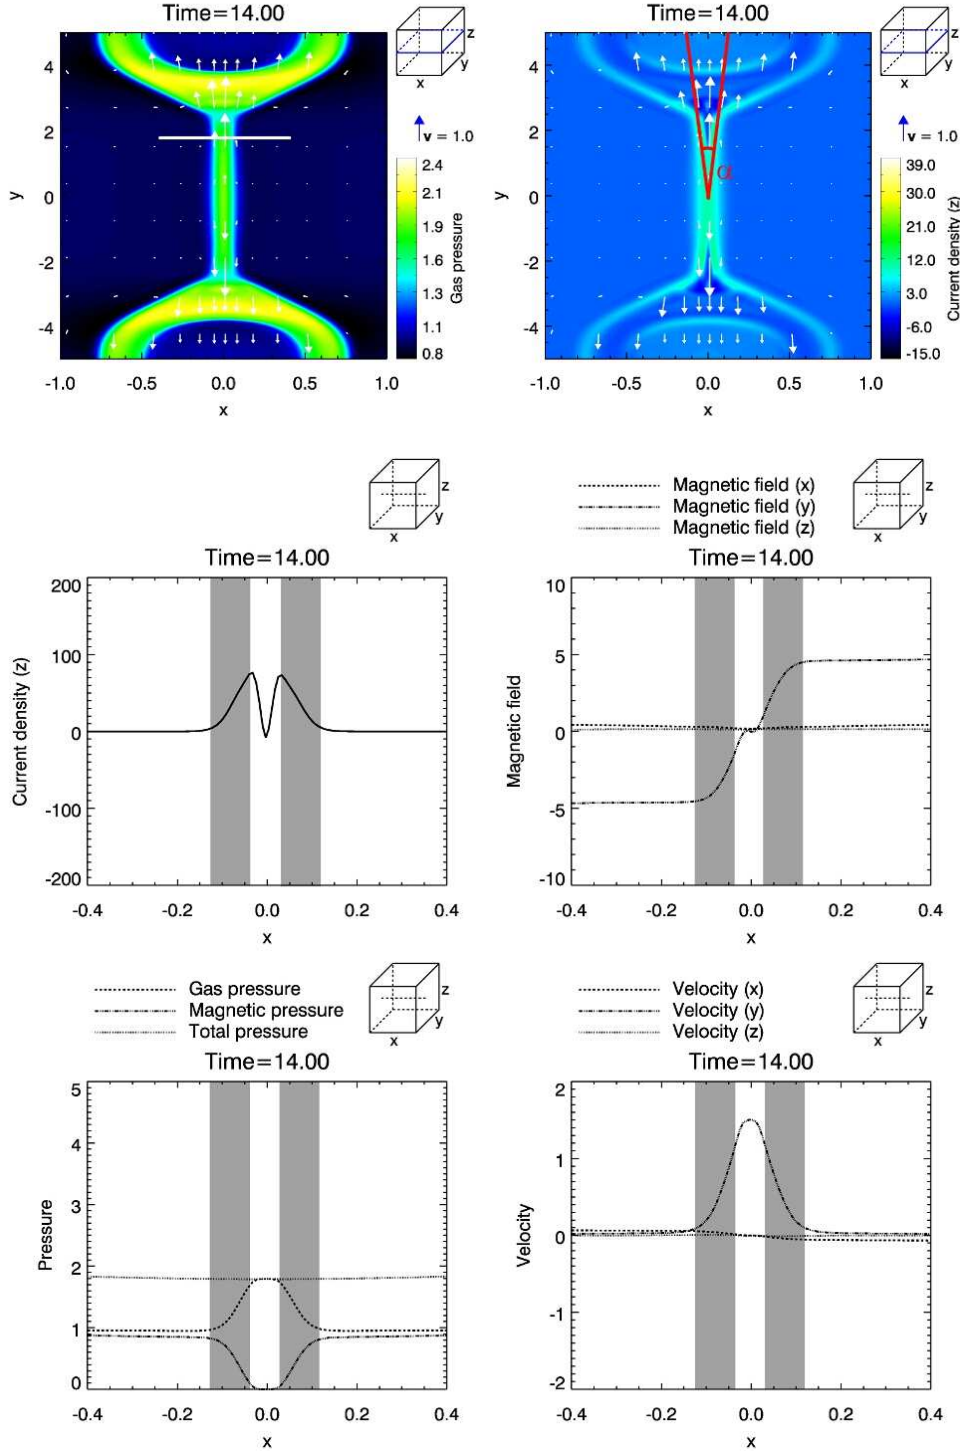 Time=14.00
z
y
x
v = 1.0
4
2
0
-2
-4
y
-1.0 -0.5 0.0 0.5 1.0
x
2.4
2.1
1.9
1.6
1.3
1.1
0.8
Gas pressure
Time=14.00
z
y
x
v = 1.0
α
4
2
0
-2
-4
y
-1.0 -0.5 0.0 0.5 1.0
x
39.0
30.0
21.0
12.0
3.0
-6.0
-15.0
Current density (z)
z
y
x
Time=14.00
200
100
0
-100
-200
Current density (z)
-0.4 -0.2 0.0 0.2 0.4
x
Magnetic field (x)
Magnetic field (y)
Magnetic field (z)
z
y
x
Time=14.00
10
5
0
-5
-10
Magnetic field
-0.4 -0.2 0.0 0.2 0.4
x
Gas pressure
Magnetic pressure
Total pressure
z
y
x
Time=14.00
5
4
3
2
1
0
Pressure
-0.4 -0.2 0.0 0.2 0.4
x
Velocity (x)
Velocity (y)
Velocity (z)
z
y
x
Time=14.00
2
1
0
-1
-2
Velocity
-0.4 -0.2 0.0 0.2 0.4
x